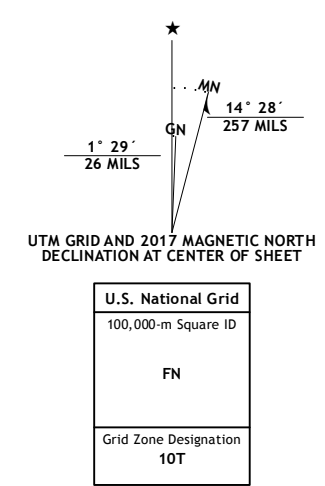 MN
14° 28´
257 MILS
GN
1° 29´
26 MILS
UTM GRID AND 2017 MAGNETIC NORTH
DECLINATION AT CENTER OF SHEET
U.S. National Grid
100,000-m Square ID
FN
Grid Zone Designation
10T